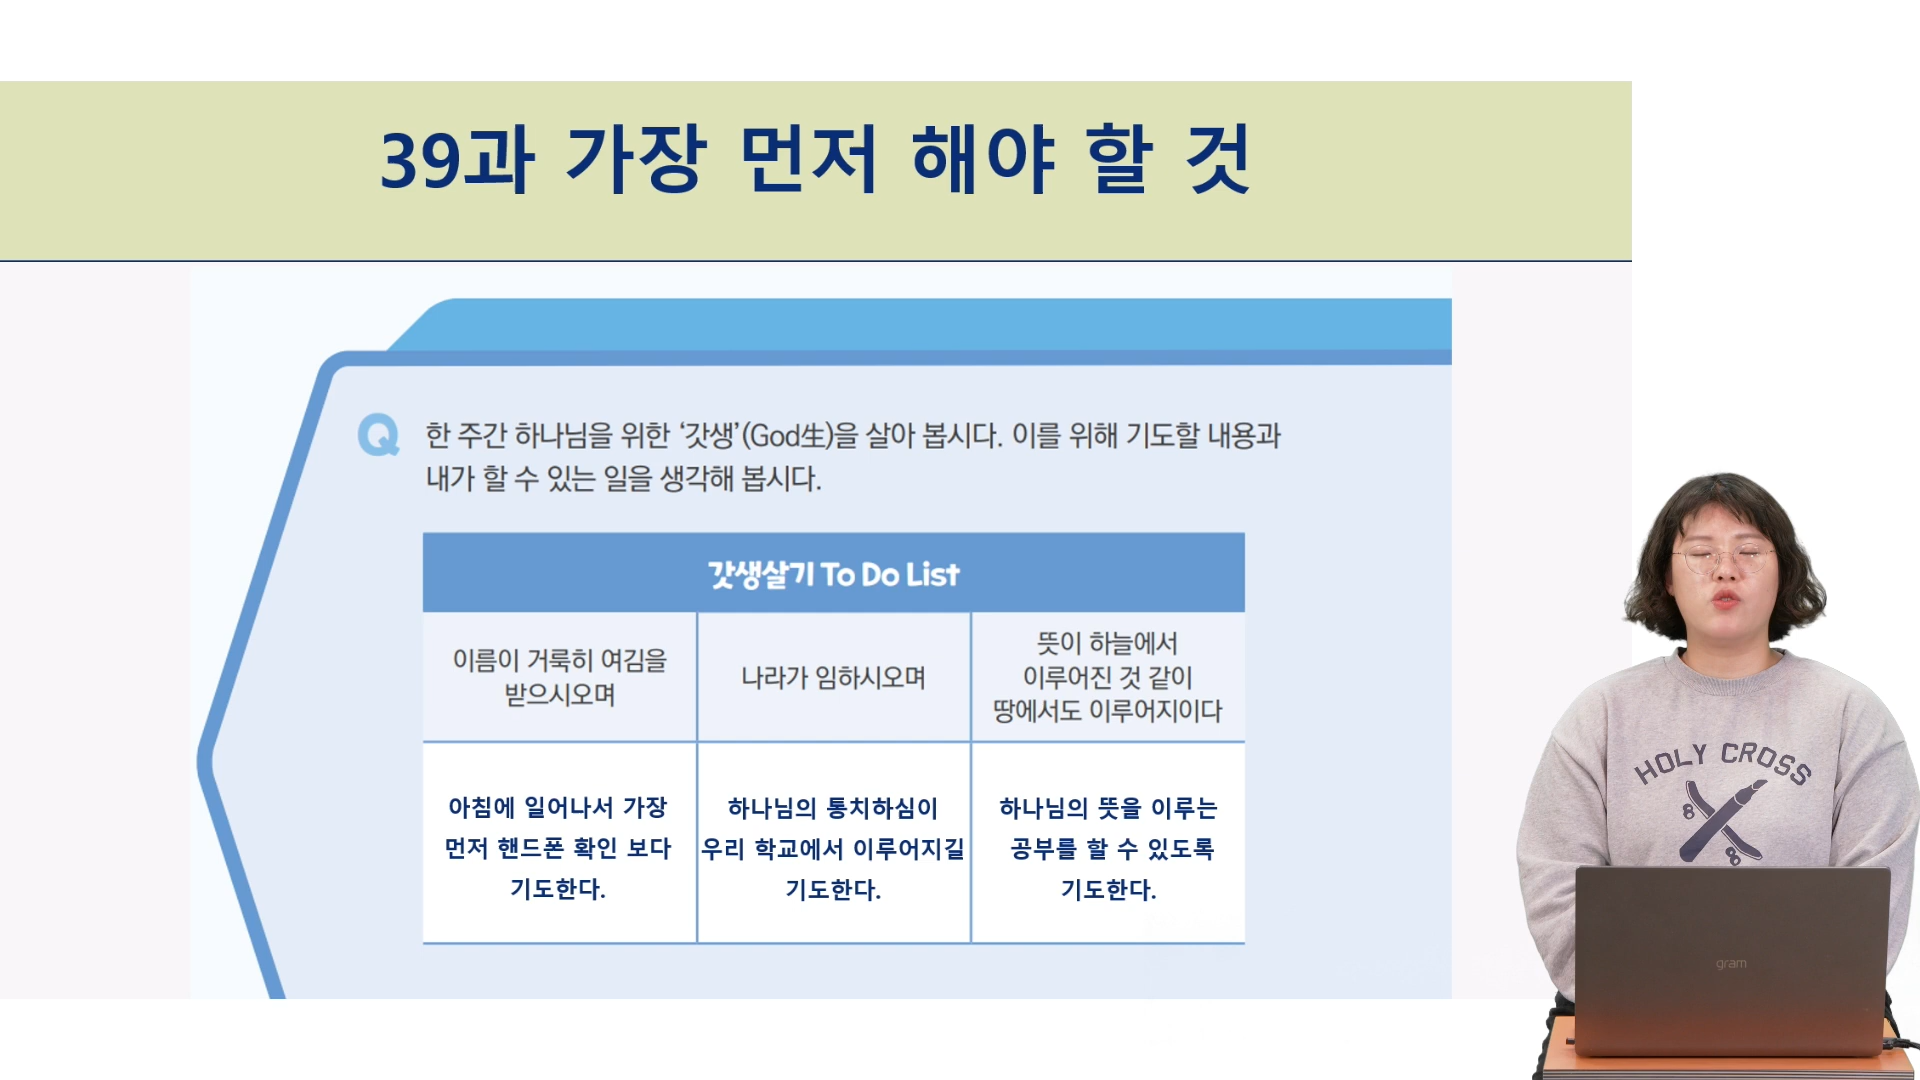 39과 가장 먼저 해야 할 것
Q 한 주간 하나님을 위한 ‘갓생’(God生)을 살아 봅시다. 이를 위해 기도할 내용과
내가 할 수 있는 일을 생각해 봅시다.
갓생살기 To Do List
이름이 거룩히 여김을
받으시오며
나라가 임하시오며
뜻이 하늘에서
이루어진 것 같이
땅에서도 이루어지이다
아침에 일어나서 가장
먼저 핸드폰 확인 보다
기도한다.
하나님의 통치하심이
우리 학교에서 이루어지길
기도한다.
하나님의 뜻을 이루는
공부를 할 수 있도록
기도한다.
HOLY CROSS
gram